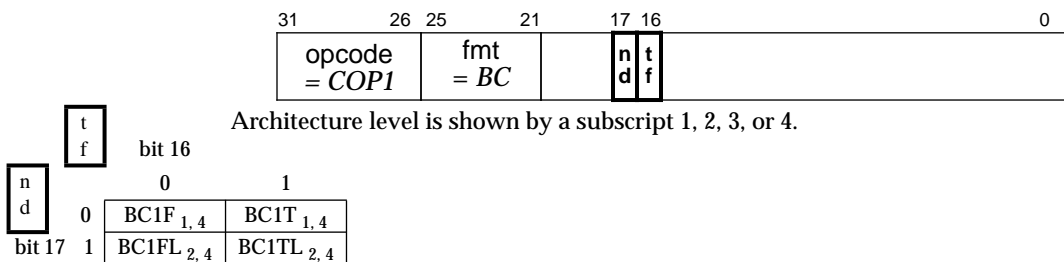 31 26 25 21 17 16 0
opcode fmt n t
= COP1 = BC d f
Architecture level is shown by a subscript 1, 2, 3, or 4.
t
f bit 16
n 0 1
d 0 BC1F 1, 4 BC1T 1, 4
bit 17 1 BC1FL 2, 4 BC1TL 2, 4